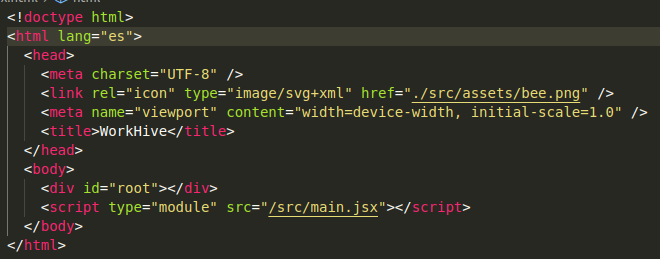 <!doctype html>
<html lang="es">
<head>
<meta charset="UTF-8" />
<link rel="icon" type="image/svg+xml" href="./src/assets/bee.png" />
<meta name="viewport" content="width=device-width, initial-scale=1.0" />
<title>WorkHive</title>
</head>
<body>
<div id="root"></div>
<script type="module" src="/src/main.jsx"></script>
</body>
</html>